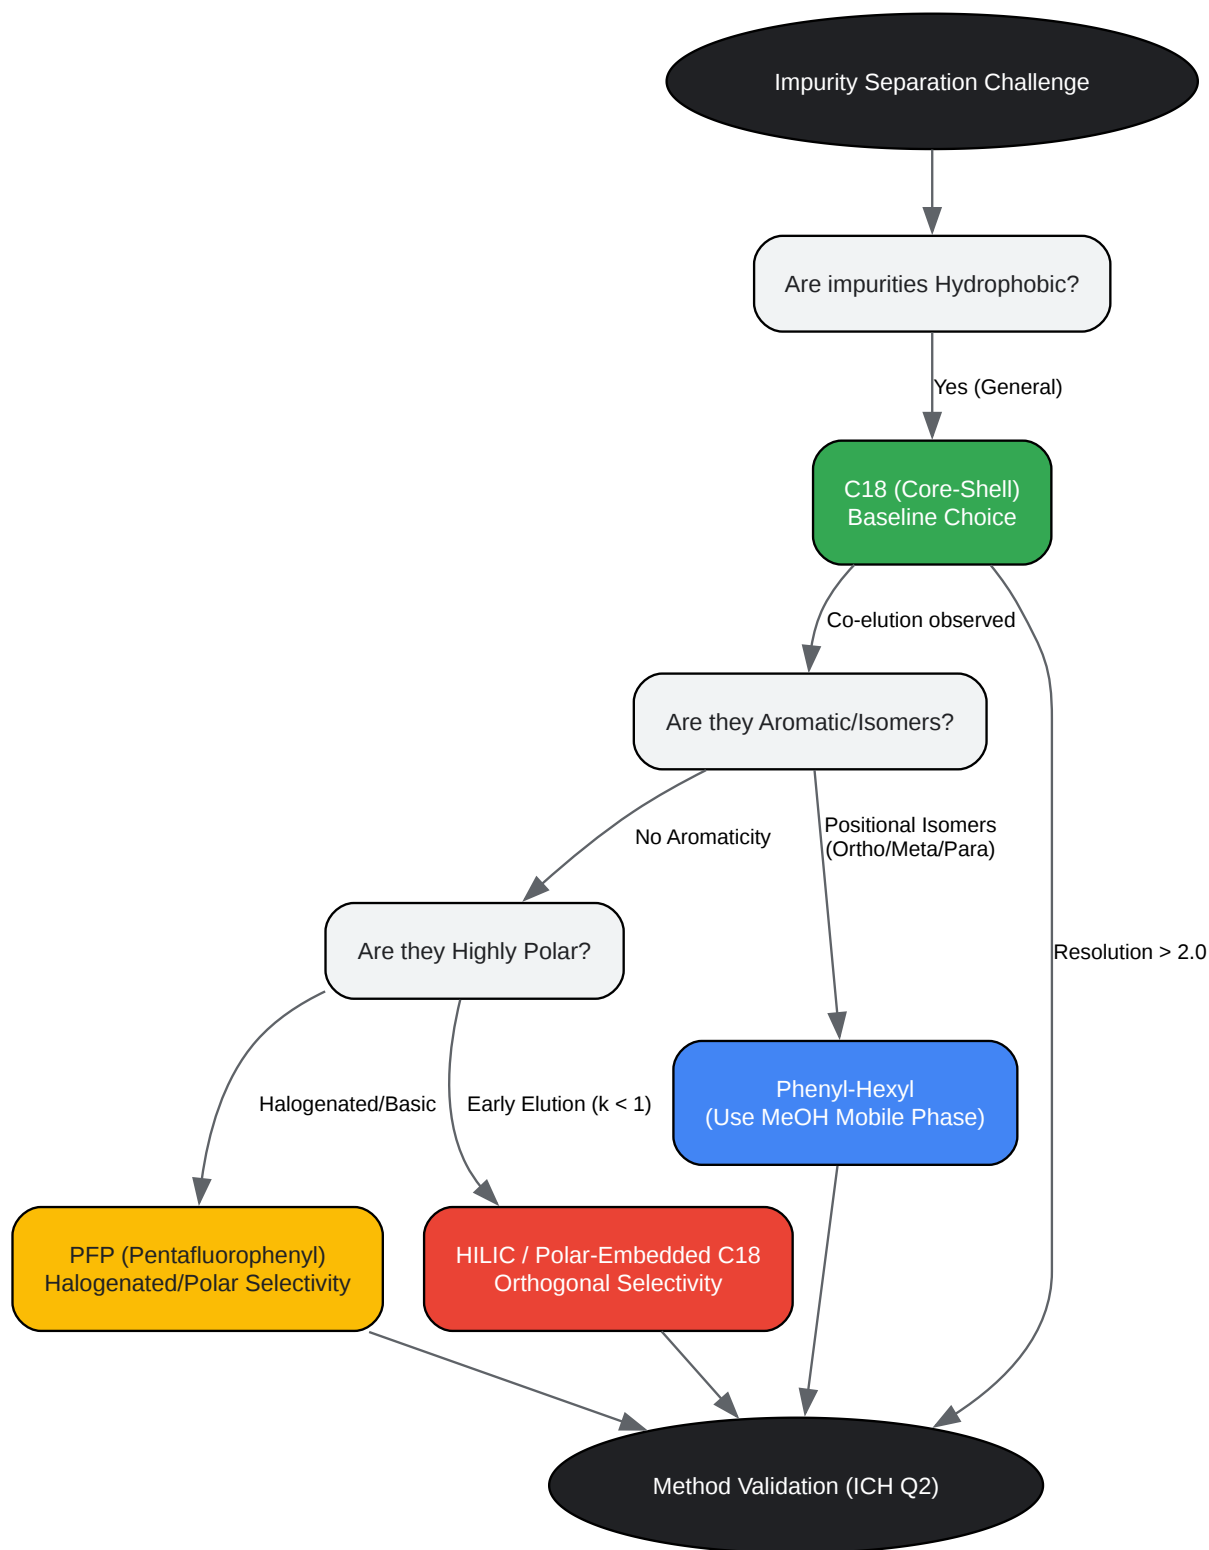 Impurity Separation Challenge
Are impurities Hydrophobic?
Yes (General)
C18 (Core-Shell)
Baseline Choice
Co-elution observed
Are they Aromatic/Isomers?
No Aromaticity
Positional Isomers
(Ortho/Meta/Para)
Are they Highly Polar?
Resolution > 2.0
Halogenated/Basic
Early Elution (k < 1)
Phenyl-Hexyl
(Use MeOH Mobile Phase)
PFP (Pentafluorophenyl)
Halogenated/Polar Selectivity
HILIC / Polar-Embedded C18
Orthogonal Selectivity
Method Validation (ICH Q2)